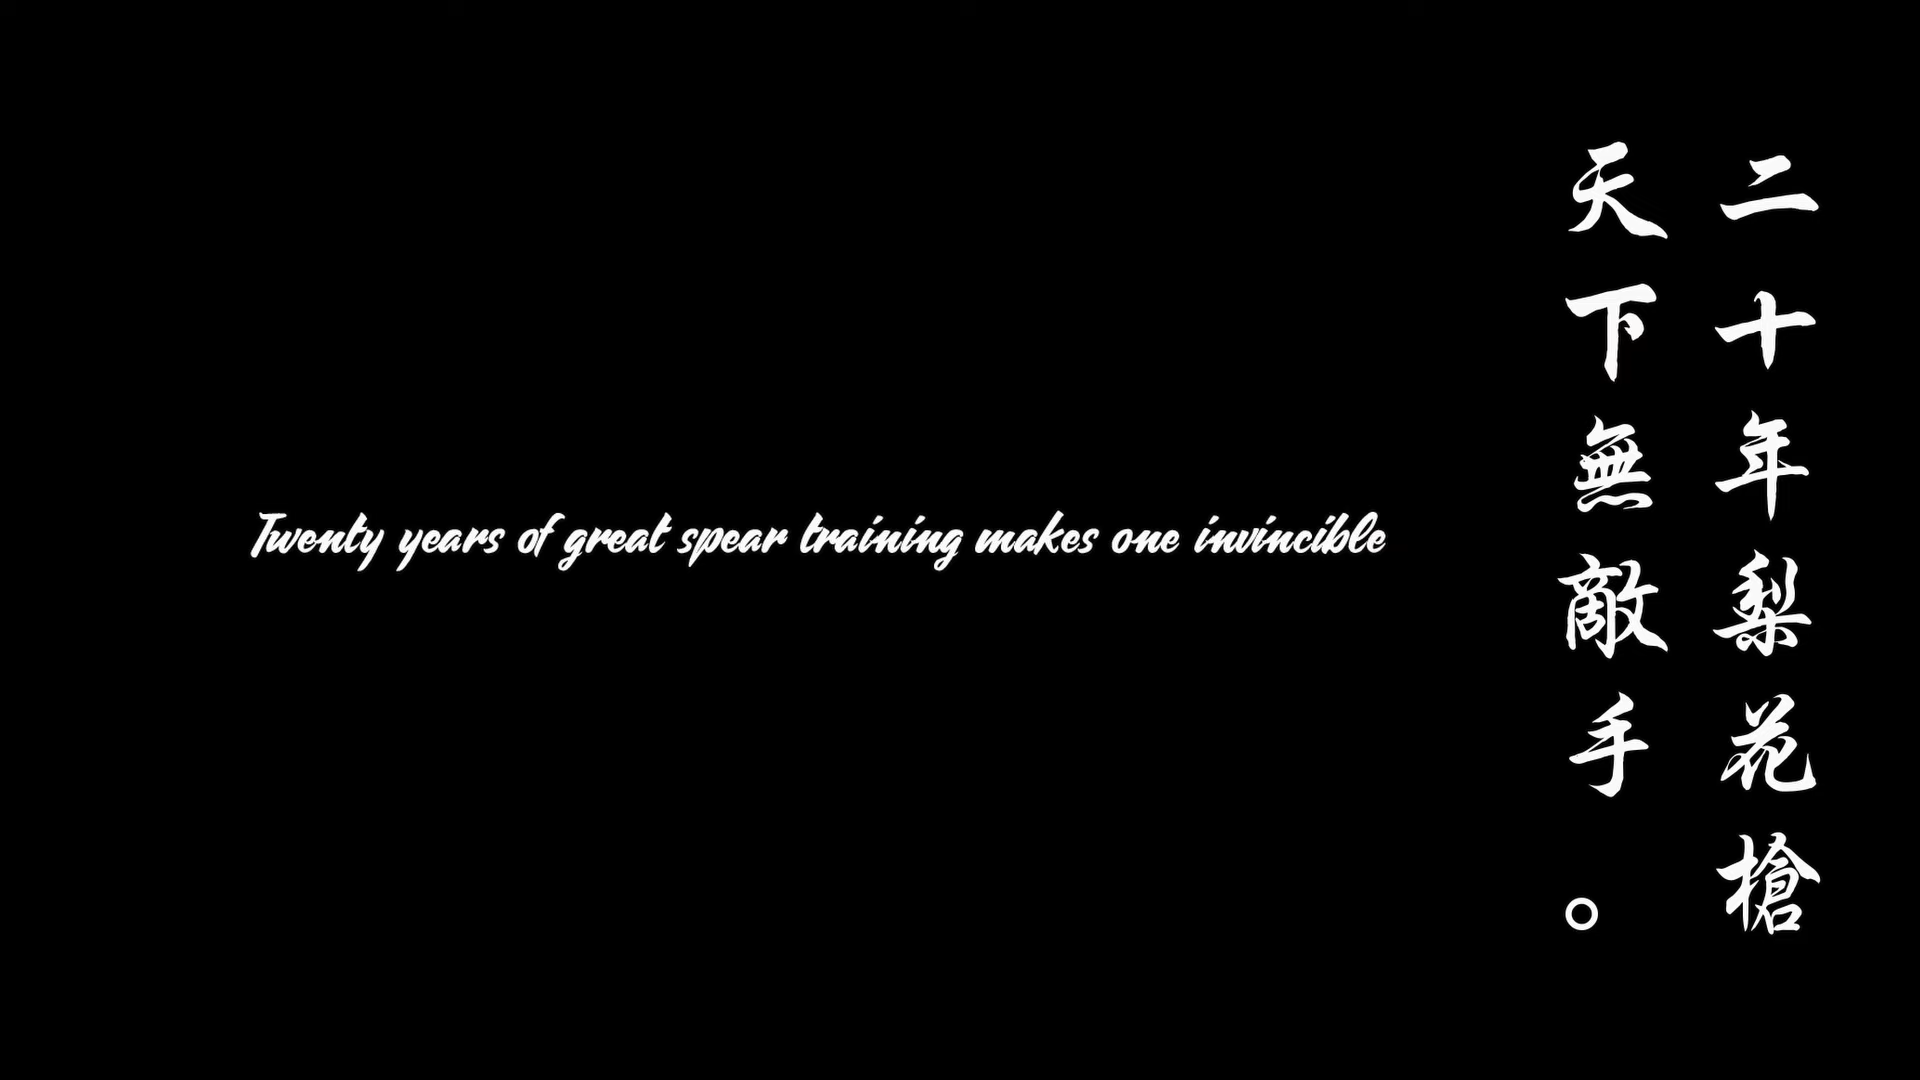 Twenty years of great spear training makes one invincible
二十年梨花槍
天下無敵手。